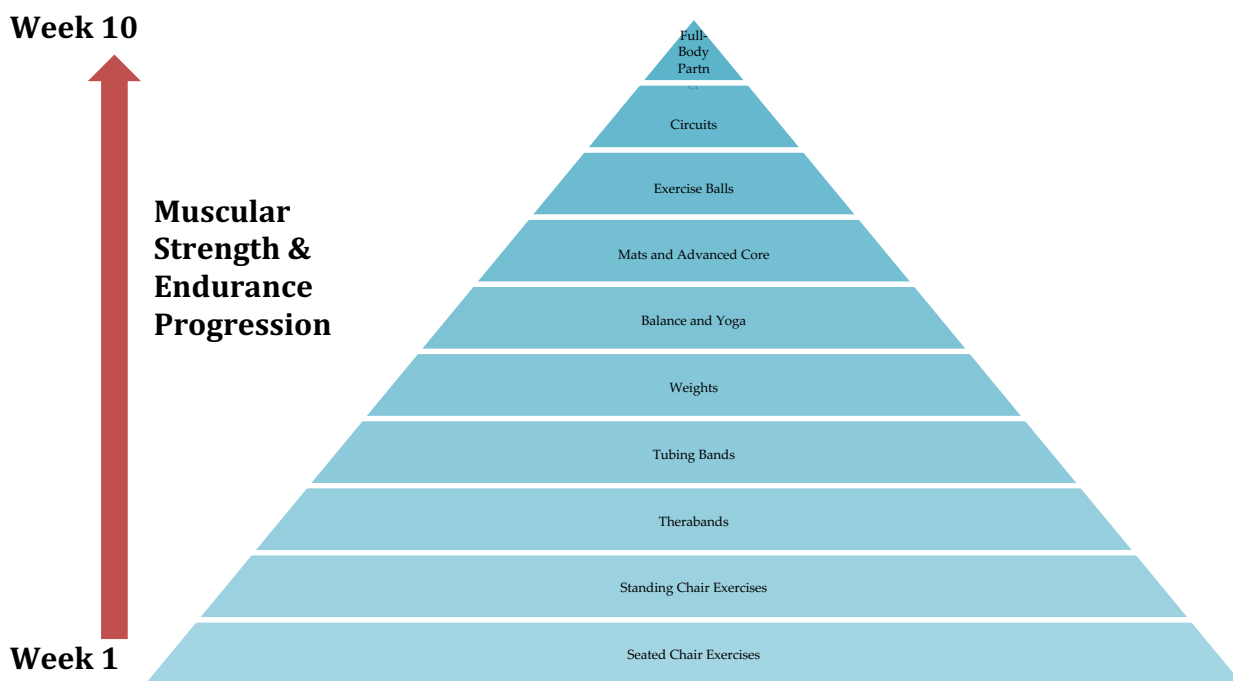 Week 10
Full-
Body
Partn
Circuits
Exercise Balls
Muscular
Strength &
Endurance
Progression
Mats and Advanced Core
Balance and Yoga
Weights
Tubing Bands
Therabands
Standing Chair Exercises
Seated Chair Exercises
Week 1